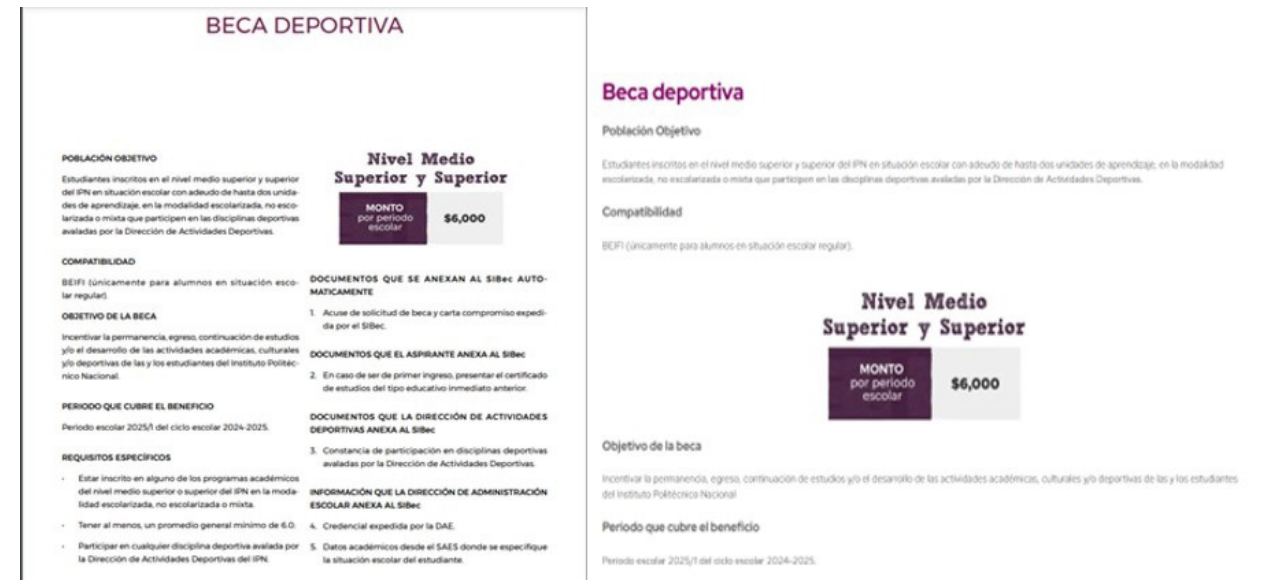 BECA DEPORTIVA
POBLACIÓN OBJETIVO
Estudiantes inscritos en el nivel medio superior y superior
del IPN en situación escolar con adeudo de hasta dos unida-
des de aprendizaje, en la modalidad escolarizada, no esco-
larizada o mixta que participen en las disciplinas deportivas
avaladas por la Dirección de Actividades Deportivas.
COMPATIBILIDAD
BEIFI (únicamente para alumnos en situación esco-
lar regular).
OBJETIVO DE LA BECA
Incentivar la permanencia, egreso, continuación de estudios
y/o el desarrollo de las actividades académicas, culturales
y/o deportivas de las y los estudiantes del Instituto Politéc-
nico Nacional.
PERIODO QUE CUBRE EL BENEFICIO
Periodo escolar 2025/1 del ciclo escolar 2024-2025.
REQUISITOS ESPECÍFICOS
• Estar inscrito en alguno de los programas académicos
del nivel medio superior o superior del IPN en la moda-
lidad escolarizada, no escolarizada o mixta.
• Tener al menos, un promedio general mínimo de 6.0.
• Participar en cualquier disciplina deportiva avalada por
la Dirección de Actividades Deportivas del IPN.
Nivel Medio
Superior y Superior
MONTO
por periodo
escolar
$6,000
DOCUMENTOS QUE SE ANEXAN AL SIBec AUTO-
MATICAMENTE
1. Acuse de solicitud de beca y carta compromiso expedi-
da por el SIBec.
DOCUMENTOS QUE EL ASPIRANTE ANEXA AL SIBec
2. En caso de ser de primer ingreso, presentar el certificado
de estudios del tipo educativo inmediato anterior.
DOCUMENTOS QUE LA DIRECCIÓN DE ACTIVIDADES
DEPORTIVAS ANEXA AL SIBec
3. Constancia de participación en disciplinas deportivas
avaladas por la Dirección de Actividades Deportivas.
INFORMACIÓN QUE LA DIRECCIÓN DE ADMINISTRACIÓN
ESCOLAR ANEXA AL SIBec
4. Credencial expedida por la DAE.
5. Datos académicos desde el SAES donde se especifique
la situación escolar del estudiante.
Beca deportiva
Población Objetivo
Estudiantes inscritos en el nivel medio superior y superior del IPN en situación escolar con adeudo de hasta dos unidades de aprendizaje, en la modalidad
escolarizada, no escolarizada o mixta que participen en las disciplinas deportivas avaladas por la Dirección de Actividades Deportivas.
Compatibilidad
BEIFI (únicamente para alumnos en situación escolar regular).
Nivel Medio
Superior y Superior
MONTO
por periodo
escolar
$6,000
Objetivo de la beca
Incentivar la permanencia, egreso, continuación de estudios y/o el desarrollo de las actividades académicas, culturales y/o deportivas de las y los estudiantes
del Instituto Politécnico Nacional
Periodo que cubre el beneficio
Periodo escolar 2025/1 del ciclo escolar 2024-2025.